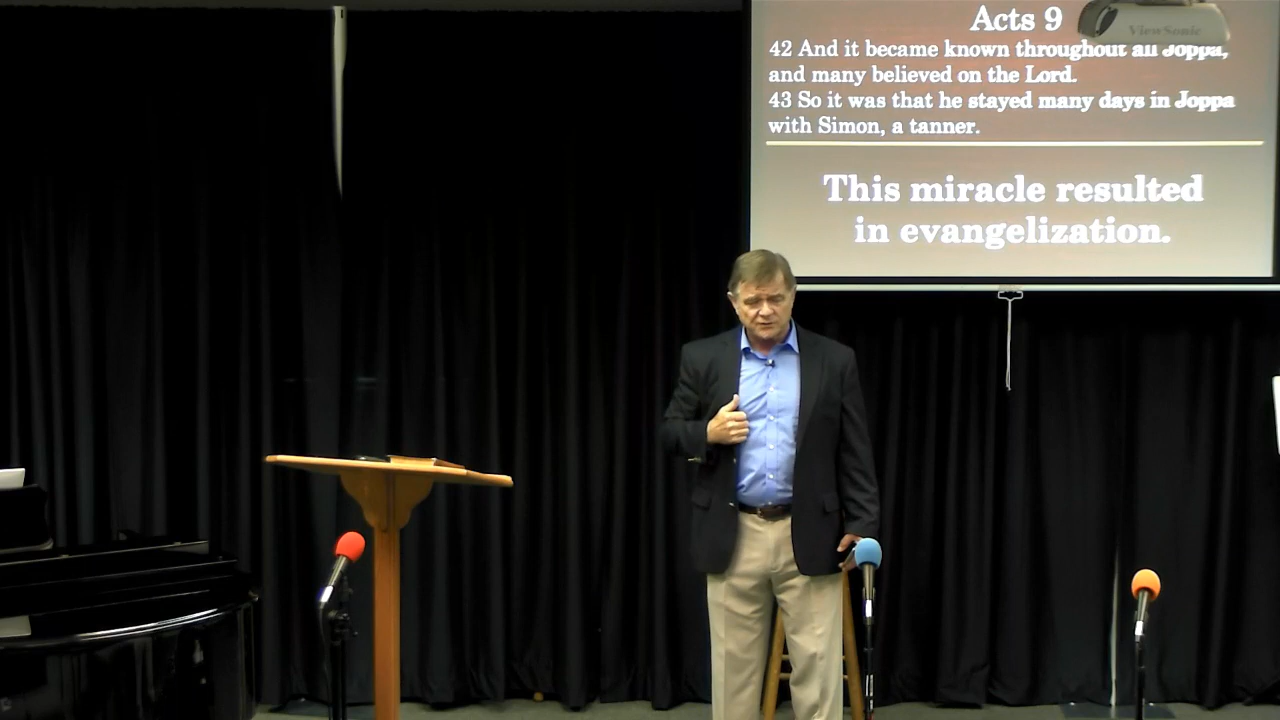 Acts 9
ViewSonic
42 And it became known throughout all Joppa,
and many believed on the Lord.
43 So it was that he stayed many days in Joppa
with Simon, a tanner.
This miracle resulted
in evangelization.